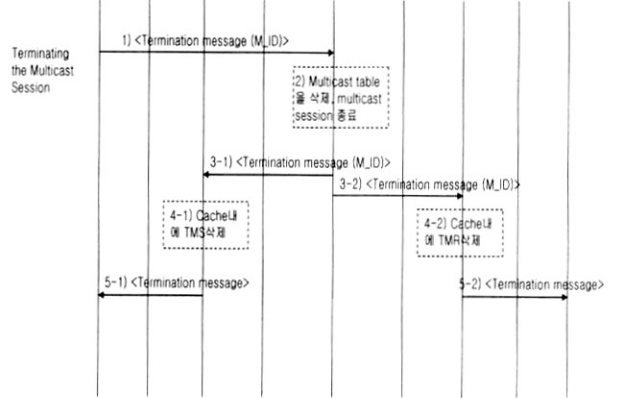 Terminating
the Multicast
Session
1) <Termination message (M_ID)>
2) Multicast table
을 삭제, multicast
session 종료
3-1) <Termination message (M_ID)>
3-2) <Termination message (M_ID)>
4-1) Cache내
에 TMS삭제
4-2) Cache내
에 TMR삭제
5-1) <Termination message>
5-2) <Termination message>